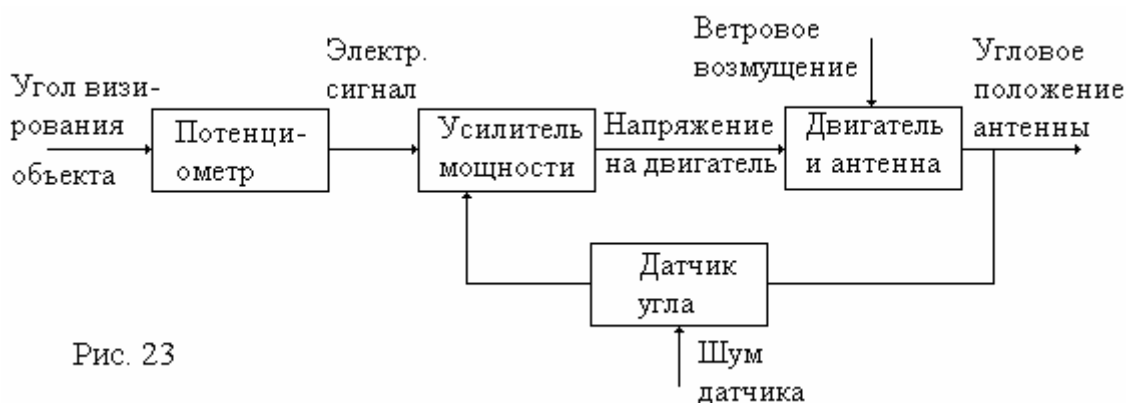 Угол визи-
рования
объекта
Потенци-
ометр
Электр.
сигнал
Усилитель
мощности
Напряжение
на двигатель
Ветровое
возмущение
Двигатель
и антенна
Угловое
положение
антенны
Датчик
угла
Шум
датчика
Рис. 23